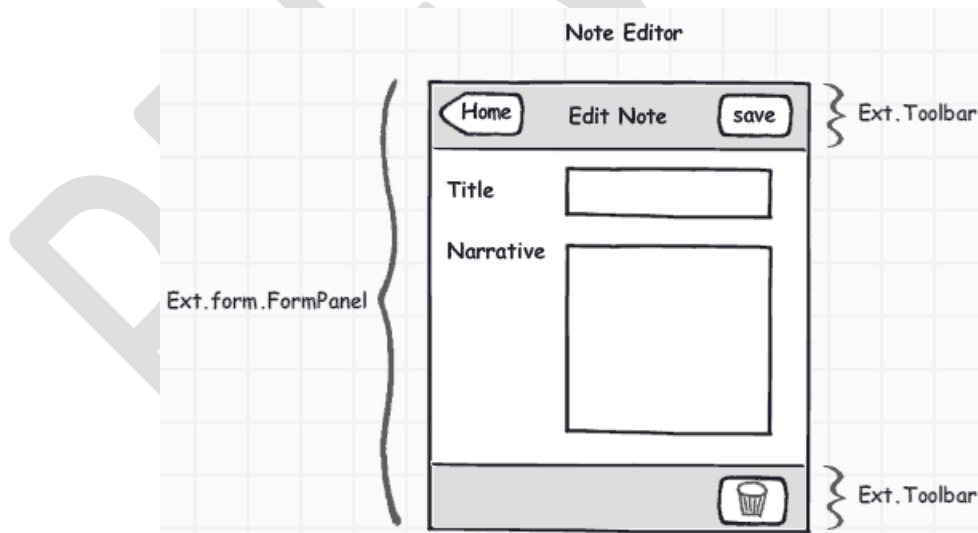 Note Editor
Home Edit Note save
Ext.Toolbar
Title
Narrative
Ext.form.FormPanel
Ext.Toolbar